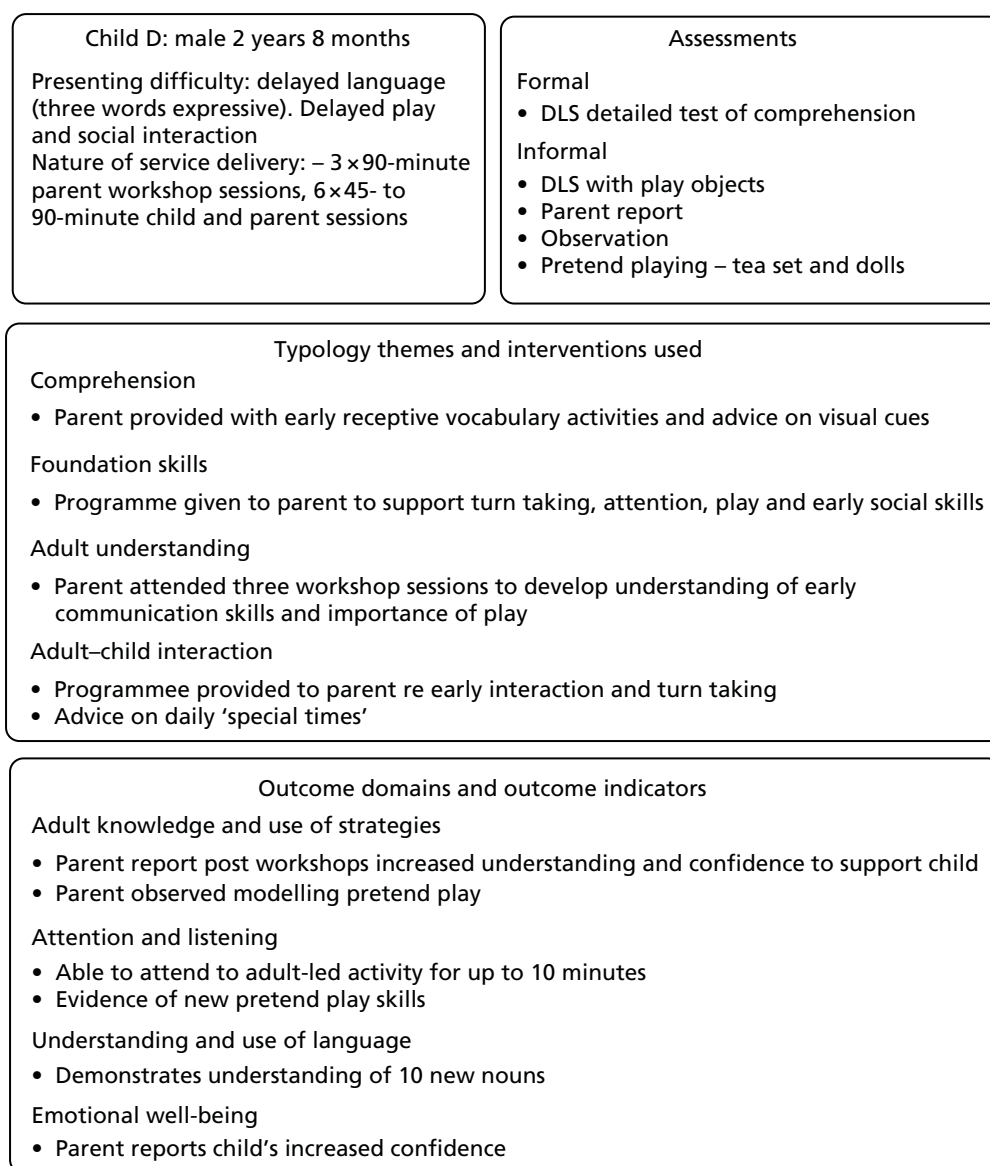 Child D: male 2 years 8 months
Presenting difficulty: delayed language
(three words expressive). Delayed play
and social interaction
Nature of service delivery: – 3 × 90-minute
parent workshop sessions, 6 × 45- to
90-minute child and parent sessions
Assessments
Formal
• DLS detailed test of comprehension
Informal
• DLS with play objects
• Parent report
• Observation
• Pretend playing – tea set and dolls
Typology themes and interventions used
Comprehension
• Parent provided with early receptive vocabulary activities and advice on visual cues
Foundation skills
• Programme given to parent to support turn taking, attention, play and early social skills
Adult understanding
• Parent attended three workshop sessions to develop understanding of early
communication skills and importance of play
Adult–child interaction
• Programmee provided to parent re early interaction and turn taking
• Advice on daily ‘special times’
Outcome domains and outcome indicators
Adult knowledge and use of strategies
• Parent report post workshops increased understanding and confidence to support child
• Parent observed modelling pretend play
Attention and listening
• Able to attend to adult-led activity for up to 10 minutes
• Evidence of new pretend play skills
Understanding and use of language
• Demonstrates understanding of 10 new nouns
Emotional well-being
• Parent reports child’s increased confidence